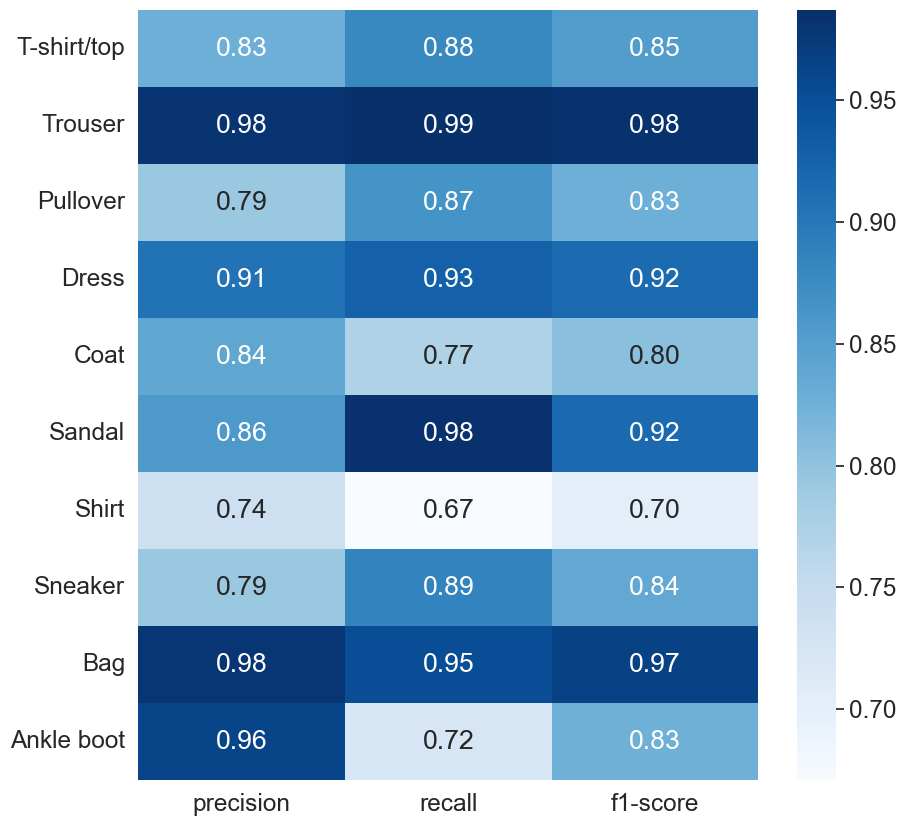 T-shirt/top 0.83 0.88 0.85
Trouser 0.98 0.99 0.98
Pullover 0.79 0.87 0.83
Dress 0.91 0.93 0.92
Coat 0.84 0.77 0.80
Sandal 0.86 0.98 0.92
Shirt 0.74 0.67 0.70
Sneaker 0.79 0.89 0.84
Bag 0.98 0.95 0.97
Ankle boot 0.96 0.72 0.83
precision recall f1-score
0.95
0.90
0.85
0.80
0.75
0.70